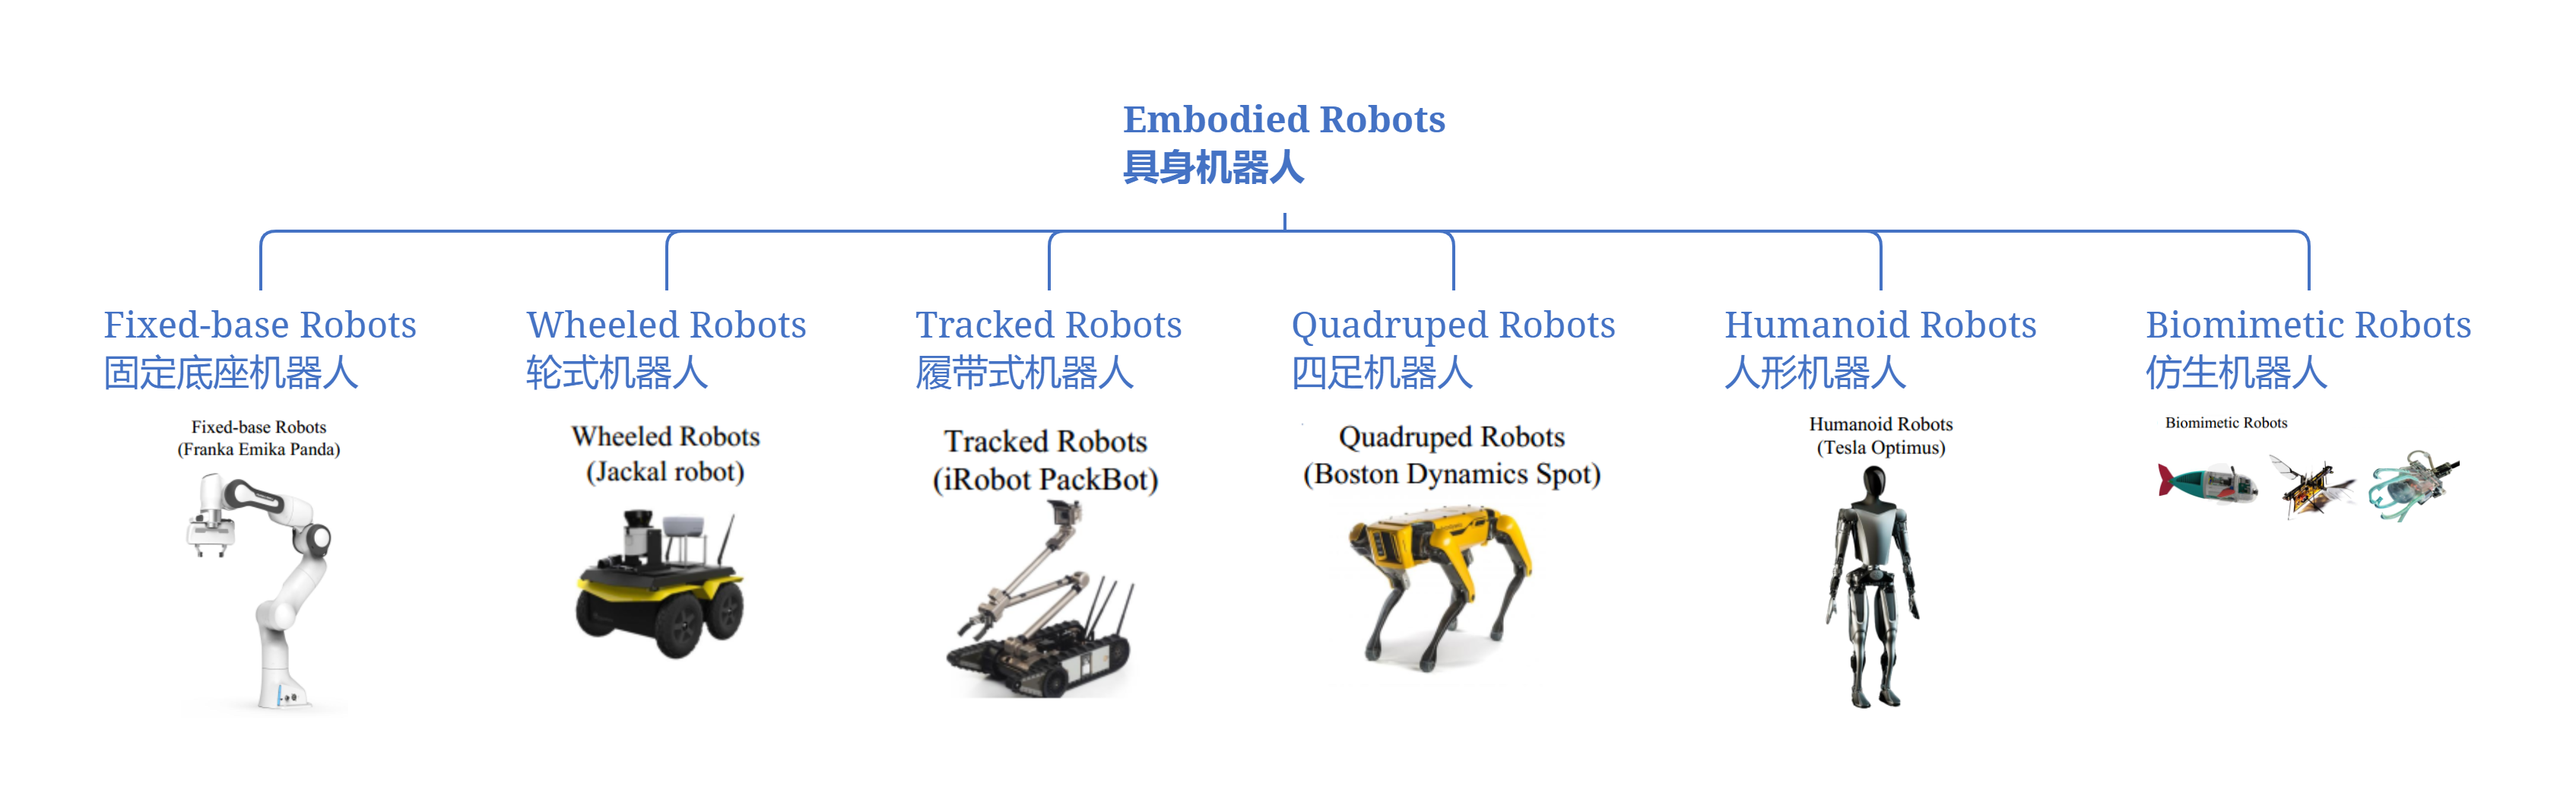 Embodied Robots
具身机器人
Fixed-base Robots
固定底座机器人
Fixed-base Robots
(Franka Emika Panda)
Wheeled Robots
轮式机器人
Wheeled Robots
(Jackal robot)
Tracked Robots
履带式机器人
Tracked Robots
(iRobot PackBot)
Quadruped Robots
四足机器人
Quadruped Robots
(Boston Dynamics Spot)
Humanoid Robots
人形机器人
Humanoid Robots
(Tesla Optimus)
Biomimetic Robots
仿生机器人
Biomimetic Robots